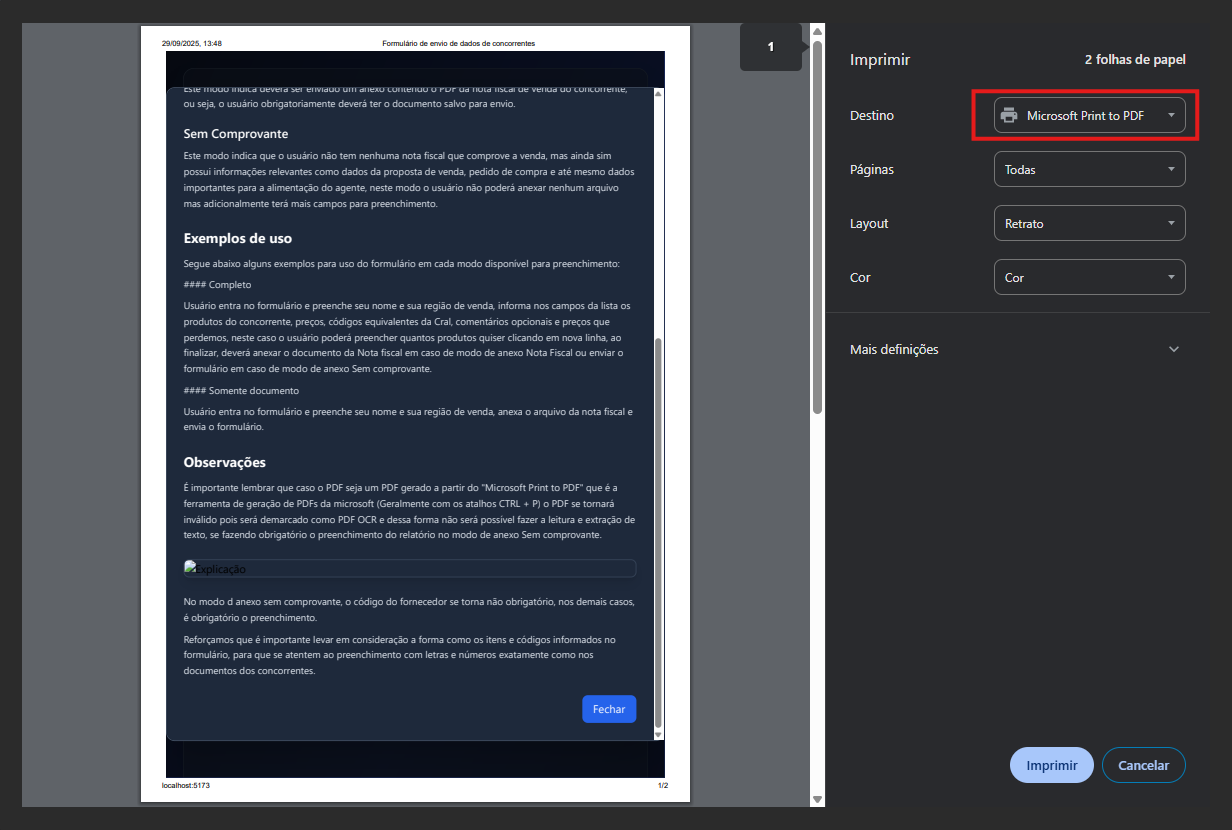 29/09/2025, 13:48
Formulário de envio de dados de concorrentes
Este modo indica deverá ser enviado um anexo contendo o PDF da nota fiscal de venda do concorrente,
ou seja, o usuário obrigatoriamente deverá ter o documento salvo para envio.
Sem Comprovante
Este modo indica que o usuário não tem nenhuma nota fiscal que comprove a venda, mas ainda sim
possui informações relevantes como dados da proposta de venda, pedido de compra e até mesmo dados
importantes para a alimentação do agente, neste modo o usuário não poderá anexar nenhum arquivo
mas adicionalmente terá mais campos para preenchimento.
Exemplos de uso
Segue abaixo alguns exemplos para uso do formulário em cada modo disponível para preenchimento:
#### Completo
Usuário entra no formulário e preenche seu nome e sua região de venda, informa nos campos da lista os
produtos do concorrente, preços, códigos equivalentes da Cral, comentários opcionais e preços que
perdemos, neste caso o usuário poderá preencher quantos produtos quiser clicando em nova linha, ao
finalizar, deverá anexar o documento da Nota fiscal em caso de modo de anexo Nota Fiscal ou enviar o
formulário em caso de modo de anexo Sem comprovante.
#### Somente documento
Usuário entra no formulário e preenche seu nome e sua região de venda, anexa o arquivo da nota fiscal e
envia o formulário.
Observações
É importante lembrar que caso o PDF seja um PDF gerado a partir do "Microsoft Print to PDF" que é a
ferramenta de geração de PDFs da microsoft (Geralmente com os atalhos CTRL + P) o PDF se tornará
inválido pois será demarcado como PDF OCR e dessa forma não será possível fazer a leitura e extração de
texto, se fazendo obrigatório o preenchimento do relatório no modo de anexo Sem comprovante.
Explicação
No modo d anexo sem comprovante, o código do fornecedor se torna não obrigatório, nos demais casos,
é obrigatório o preenchimento.
Reforçamos que é importante levar em consideração a forma como os itens e códigos informados no
formulário, para que se atentem ao preenchimento com letras e números exatamente como nos
documentos dos concorrentes.
Fechar
localhost:5173
1/2
1
Imprimir
2 folhas de papel
Destino
Microsoft Print to PDF
Páginas
Todas
Layout
Retrato
Cor
Cor
Mais definições
Imprimir
Cancelar